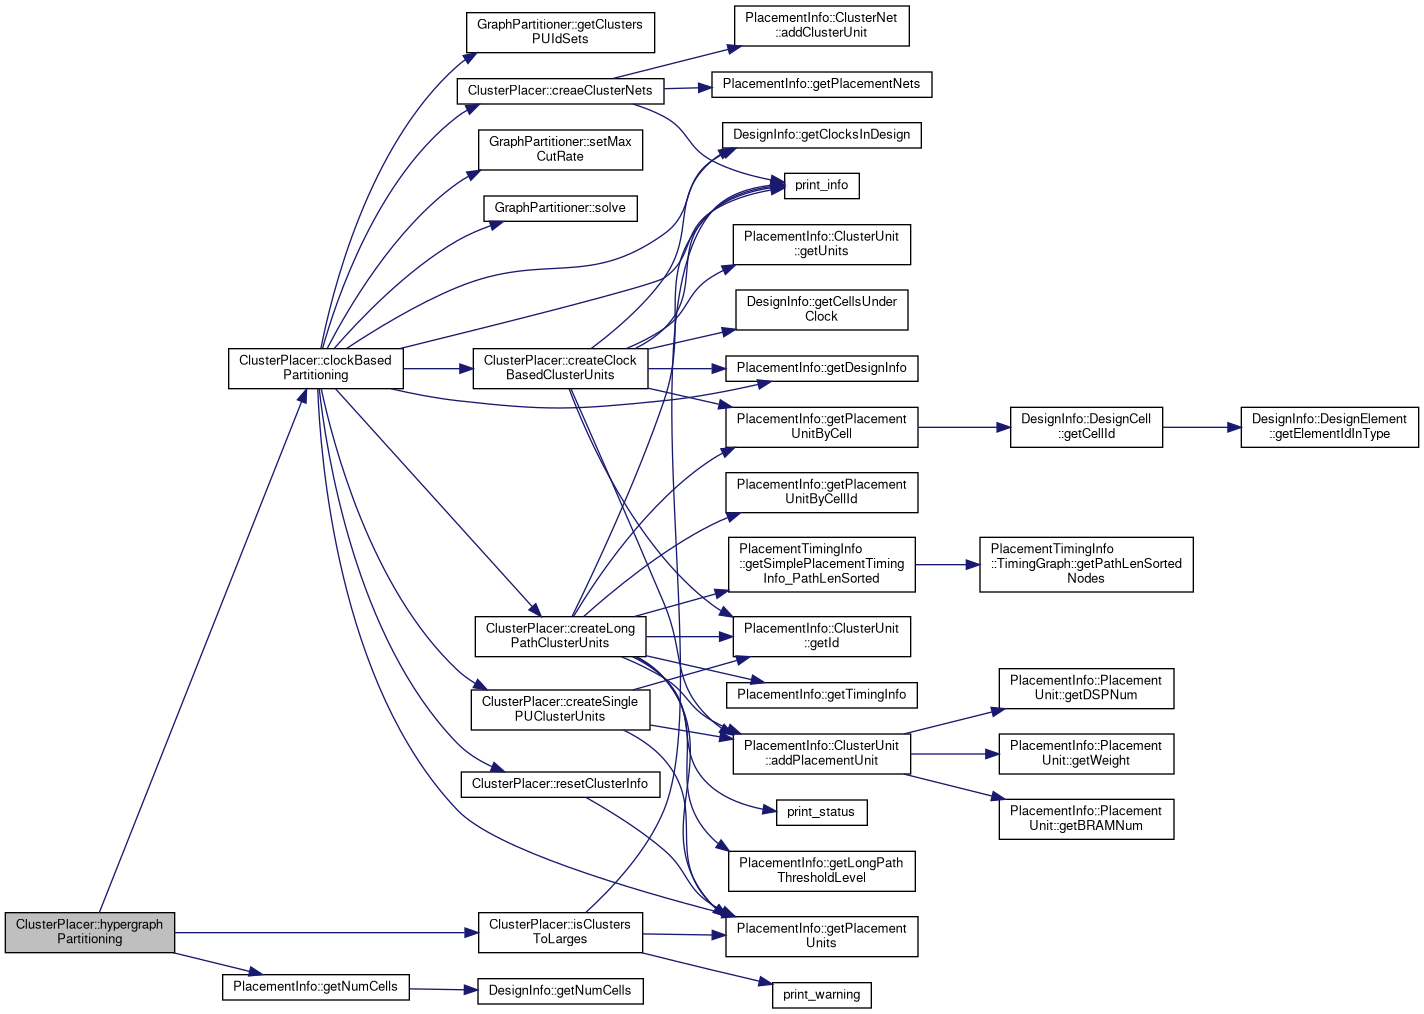 GraphPartitioner::getClusters
PUIdSets
PlacementInfo::ClusterNet
::addClusterUnit
ClusterPlacer::creaeClusterNets
PlacementInfo::getPlacementNets
GraphPartitioner::setMax
CutRate
DesignInfo::getClocksInDesign
print_info
GraphPartitioner::solve
PlacementInfo::ClusterUnit
::getUnits
DesignInfo::getCellsUnder
Clock
ClusterPlacer::clockBased
Partitioning
ClusterPlacer::createClock
BasedClusterUnits
PlacementInfo::getDesignInfo
PlacementInfo::getPlacement
UnitByCell
DesignInfo::DesignCell
::getCellId
DesignInfo::DesignElement
::getElementIdInType
PlacementInfo::getPlacement
UnitByCellId
PlacementTimingInfo
::getSimplePlacementTiming
Info_PathLenSorted
PlacementTimingInfo
::TimingGraph::getPathLenSorted
Nodes
ClusterPlacer::createLong
PathClusterUnits
PlacementInfo::ClusterUnit
::getId
PlacementInfo::getTimingInfo
ClusterPlacer::createSingle
PUClusterUnits
PlacementInfo::Placement
Unit::getDSPNum
PlacementInfo::ClusterUnit
::addPlacementUnit
PlacementInfo::Placement
Unit::getWeight
ClusterPlacer::resetClusterInfo
PlacementInfo::Placement
Unit::getBRAMNum
print_status
PlacementInfo::getLongPath
ThresholdLevel
ClusterPlacer::hypergraph
Partitioning
ClusterPlacer::isClusters
ToLarges
PlacementInfo::getPlacement
Units
PlacementInfo::getNumCells
DesignInfo::getNumCells
print_warning